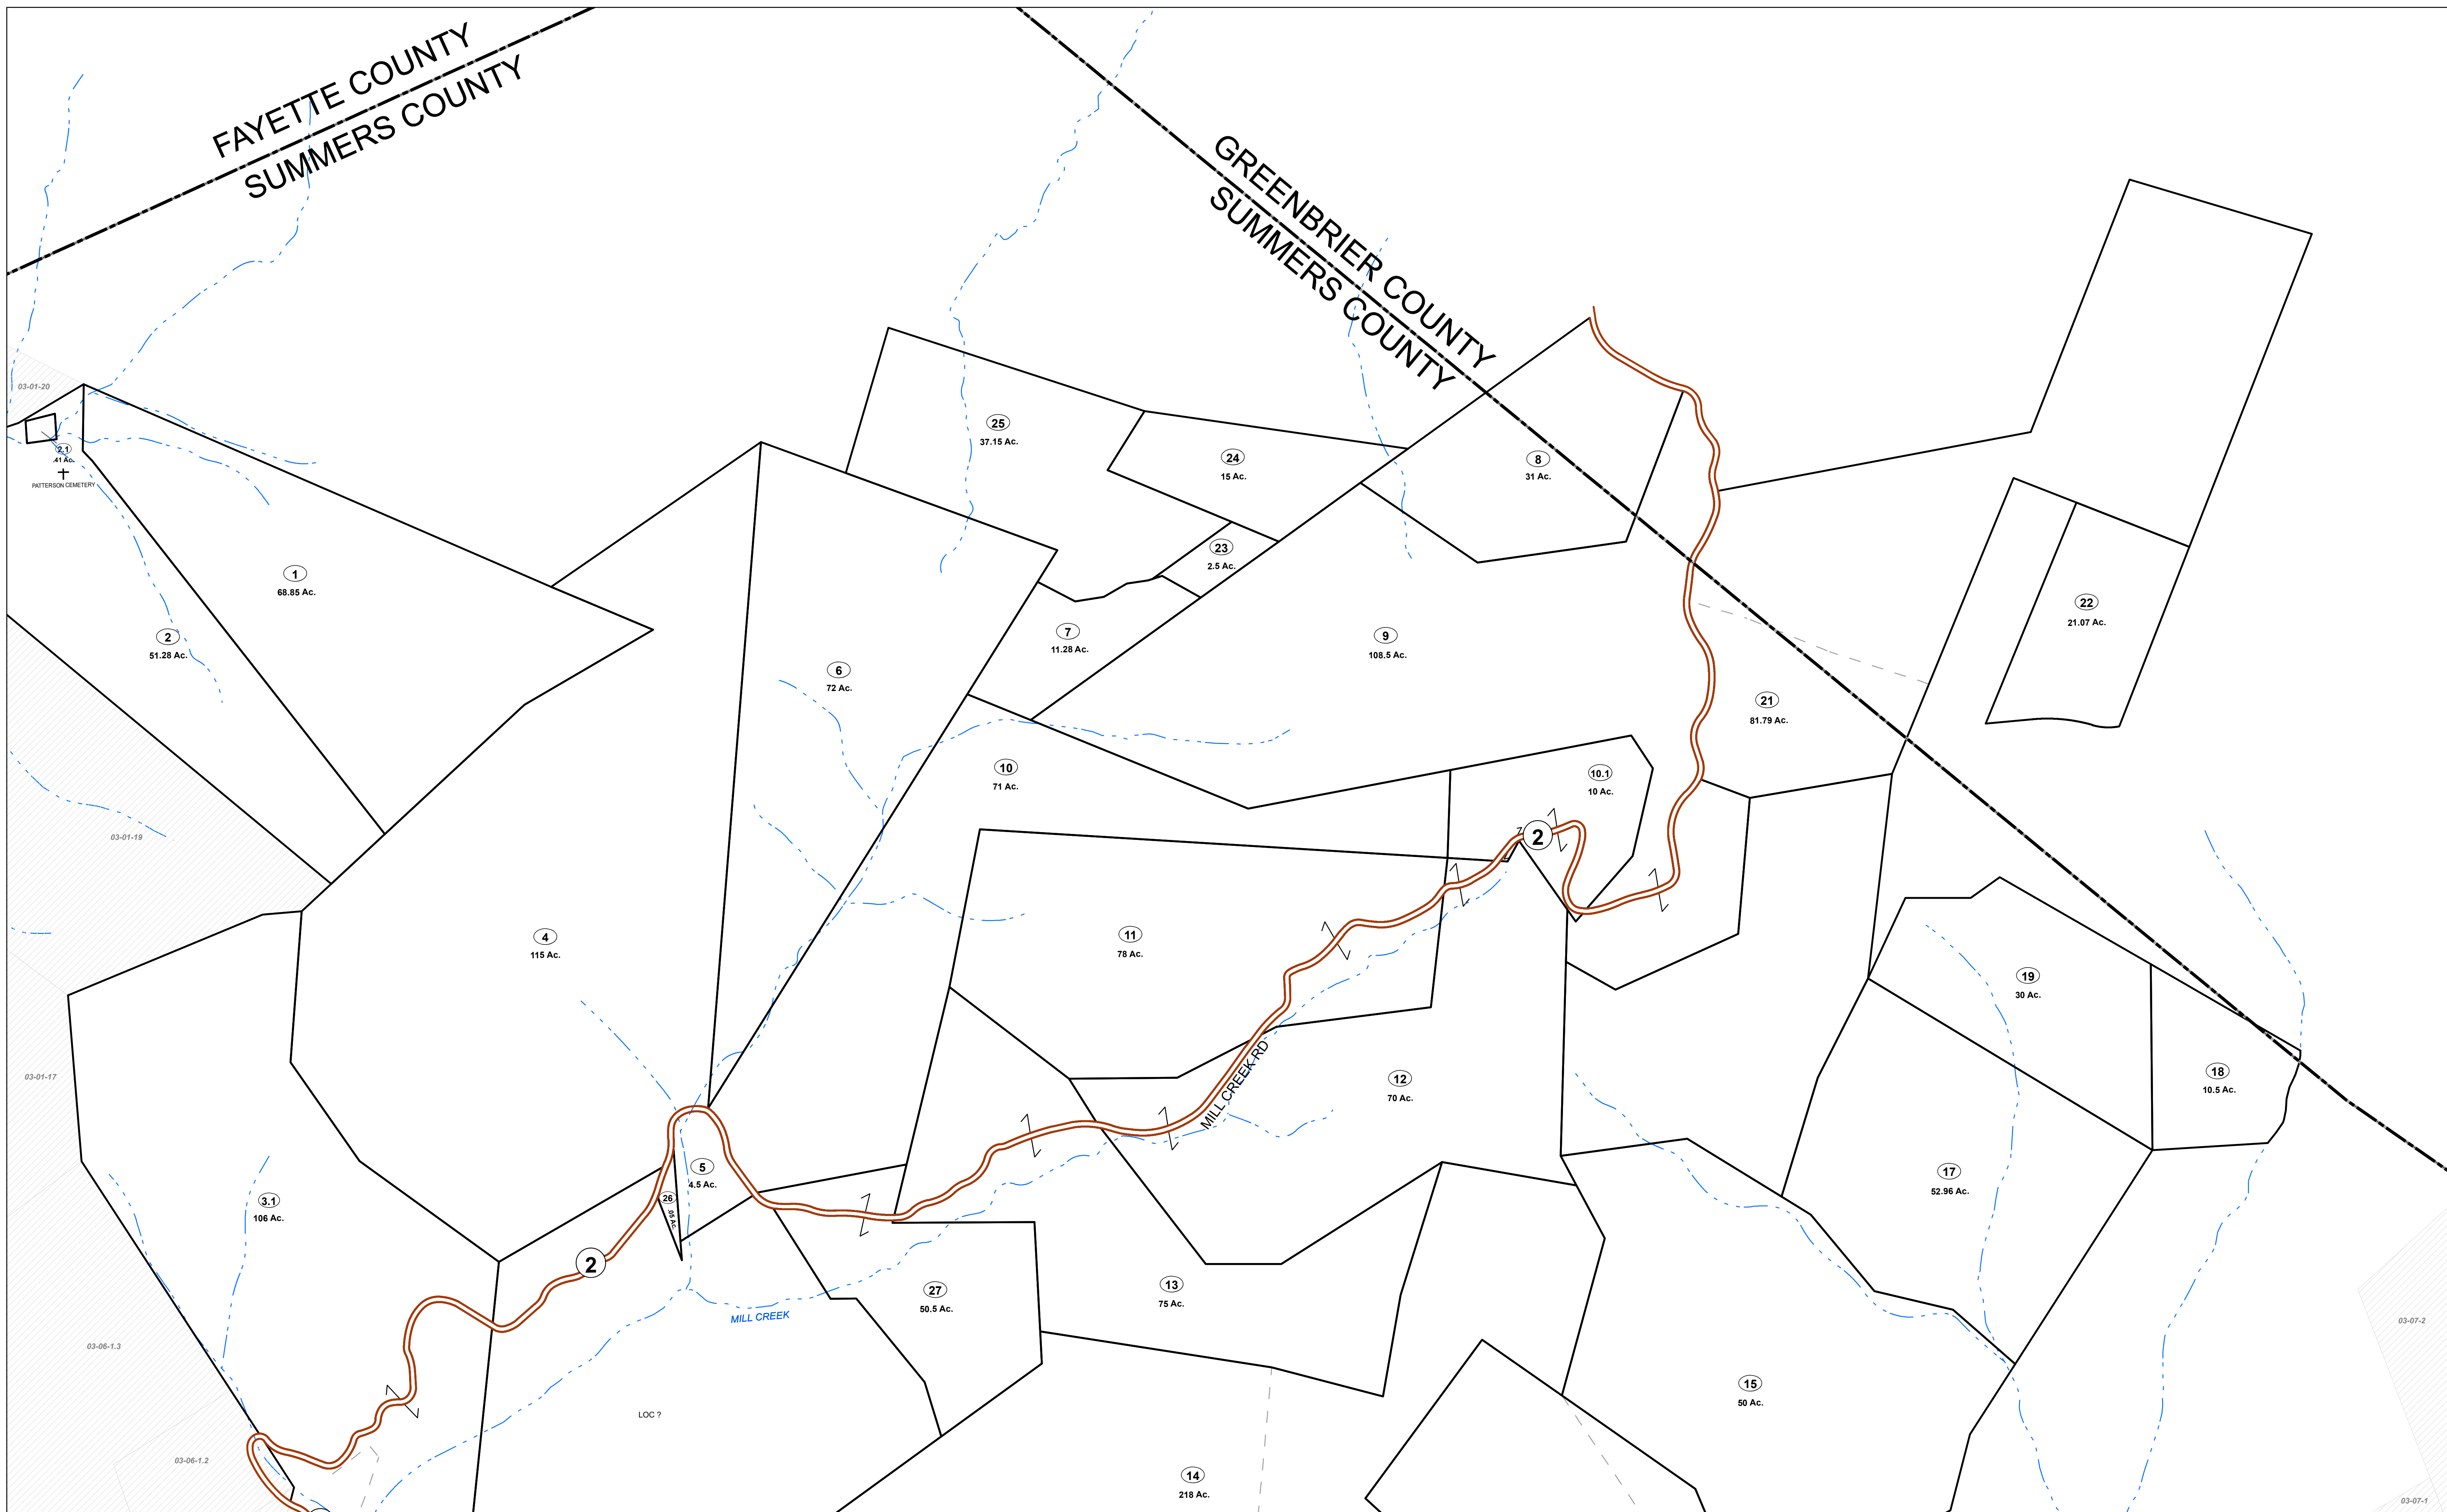 FAYETTE COUNTY
SUMMERS COUNTY
GREENBRIER COUNTY
SUMMERS COUNTY
03-01-20
2.1
.41 Ac.
PATTERSON CEMETERY
25
37.15 Ac.
24
15 Ac.
8
31 Ac.
23
2.5 Ac.
1
68.85 Ac.
2
51.28 Ac.
7
11.28 Ac.
9
108.5 Ac.
22
21.07 Ac.
6
72 Ac.
21
81.79 Ac.
10
71 Ac.
10.1
10 Ac.
03-01-19
2
4
115 Ac.
11
78 Ac.
19
30 Ac.
03-01-17
12
70 Ac.
18
10.5 Ac.
MILL CREEK RD
5
4.5 Ac.
17
52.96 Ac.
3.1
106 Ac.
26
.05 Ac.
2
27
50.5 Ac.
13
75 Ac.
MILL CREEK
03-07-2
03-06-1.3
15
50 Ac.
LOC ?
03-06-1.2
14
218 Ac.
03-07-1